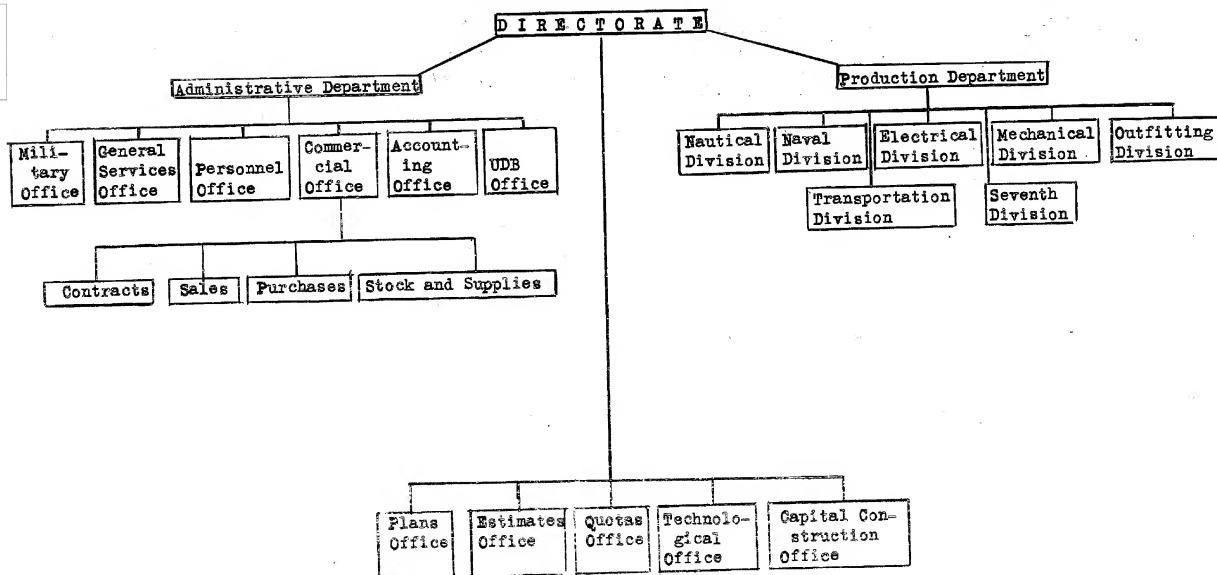 DIRECTORATE
Administrative Department
Production Department
Mili-
tary
Office
General
Services
Office
Personnel
Office
Commer-
cial
Office
Account-
ing
Office
UDB
Office
Nautical
Division
Naval
Division
Electrical
Division
Mechanical
Division
Outfitting
Division
Transportation
Division
Seventh
Division
Contracts
Sales
Purchases
Stock and Supplies
Plans
Office
Estimates
Office
Quotas
Office
Technolo-
gical
Office
Capital Con-
struction
Office